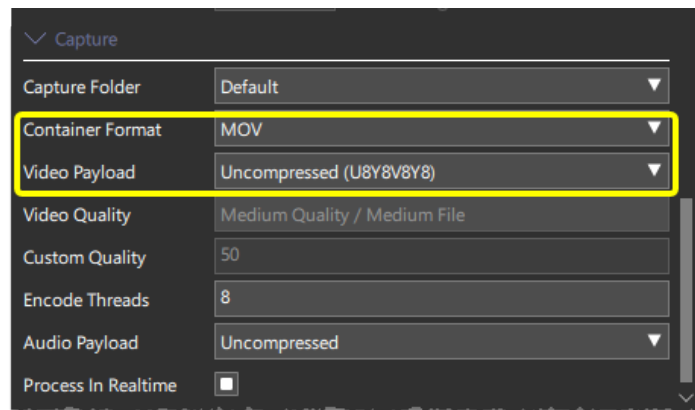 Capture
Capture Folder Default
Container Format MOV
Video Payload Uncompressed (U8Y8V8Y8)
Video Quality Medium Quality / Medium File
Custom Quality 50
Encode Threads 8
Audio Payload Uncompressed
Process In Realtime